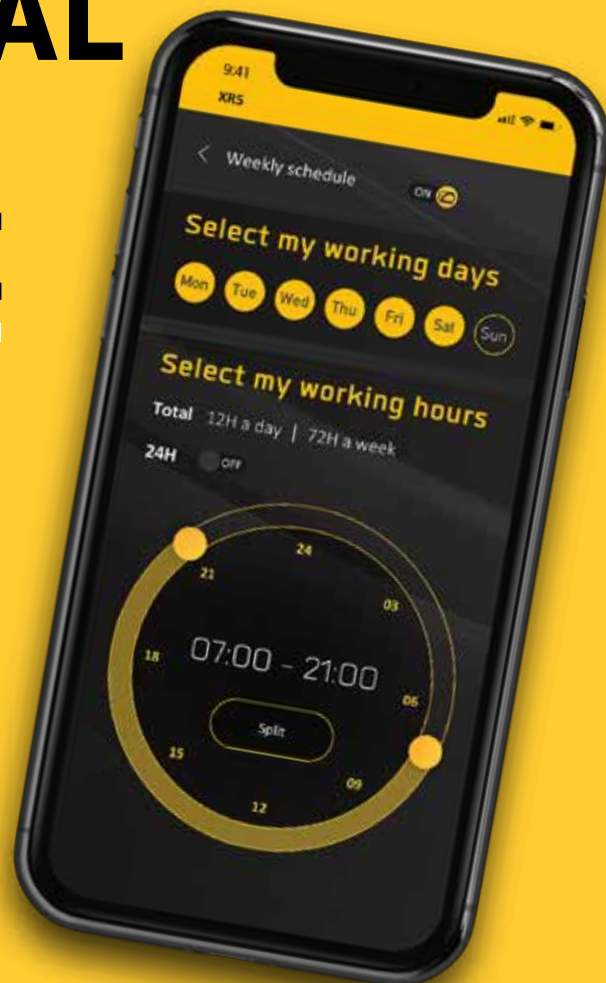 AL
9:41
XRS
Weekly schedule
ON
Select my working days
Mon Tue Wed Thu Fri Sat Sun
Select my working hours
Total 12H a day | 72H a week
24H OFF
24
21
03
18
07:00 – 21:00
06
Split
15
09
12